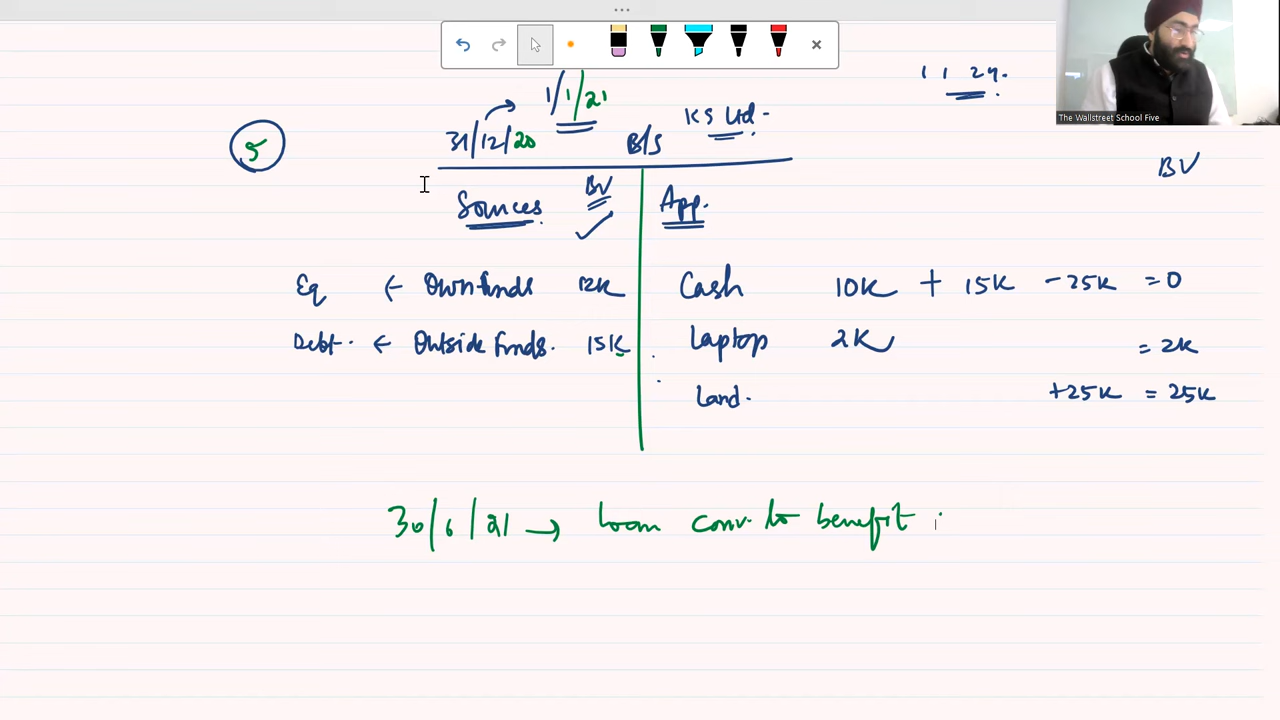 1/1/21
1 1 24.
The Wallstreet School Five
5
31/12/20 B/S KS Ltd.
BV
Sources BV App.
Eq ← Own funds 12K Cash 10K + 15K - 25K = 0
Debt. ← Outside funds. 15K Laptop 2K = 2K
Land. +25K = 25K
30/6/21 → loan conv. to benefit